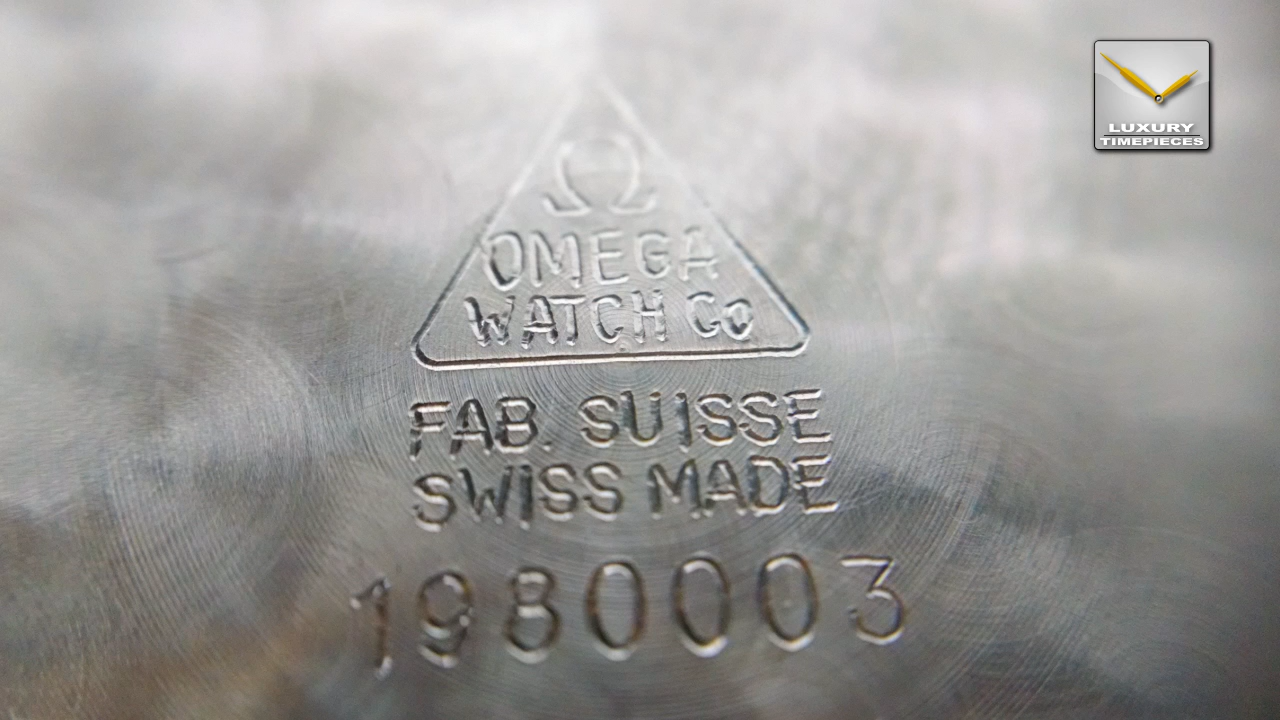 LUXURY
TIMEPIECES
Ω
OMEGA
WATCH Co
FAB. SUISSE
SWISS MADE
1980003